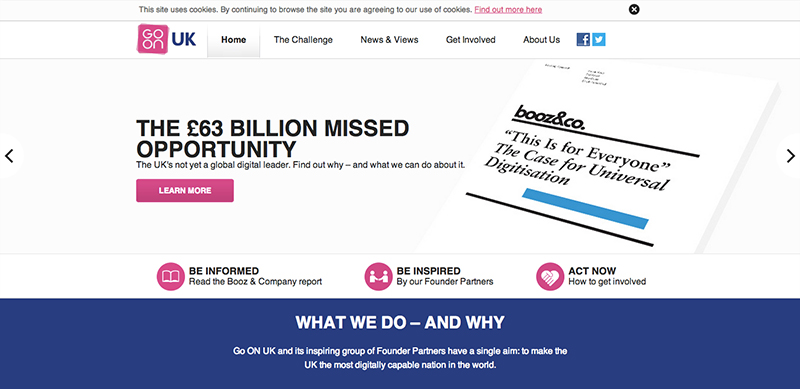 This site uses cookies. By continuing to browse the site you are agreeing to our use of cookies. Find out more here
GO ON UK
Home
The Challenge
News & Views
Get Involved
About Us
THE £63 BILLION MISSED
OPPORTUNITY
The UK's not yet a global digital leader. Find out why – and what we can do about it.
LEARN MORE
booz&co.
“This Is for Everyone”
The Case for Universal
Digitisation
BE INFORMED
Read the Booz & Company report
BE INSPIRED
By our Founder Partners
ACT NOW
How to get involved
WHAT WE DO – AND WHY
Go ON UK and its inspiring group of Founder Partners have a single aim: to make the
UK the most digitally capable nation in the world.